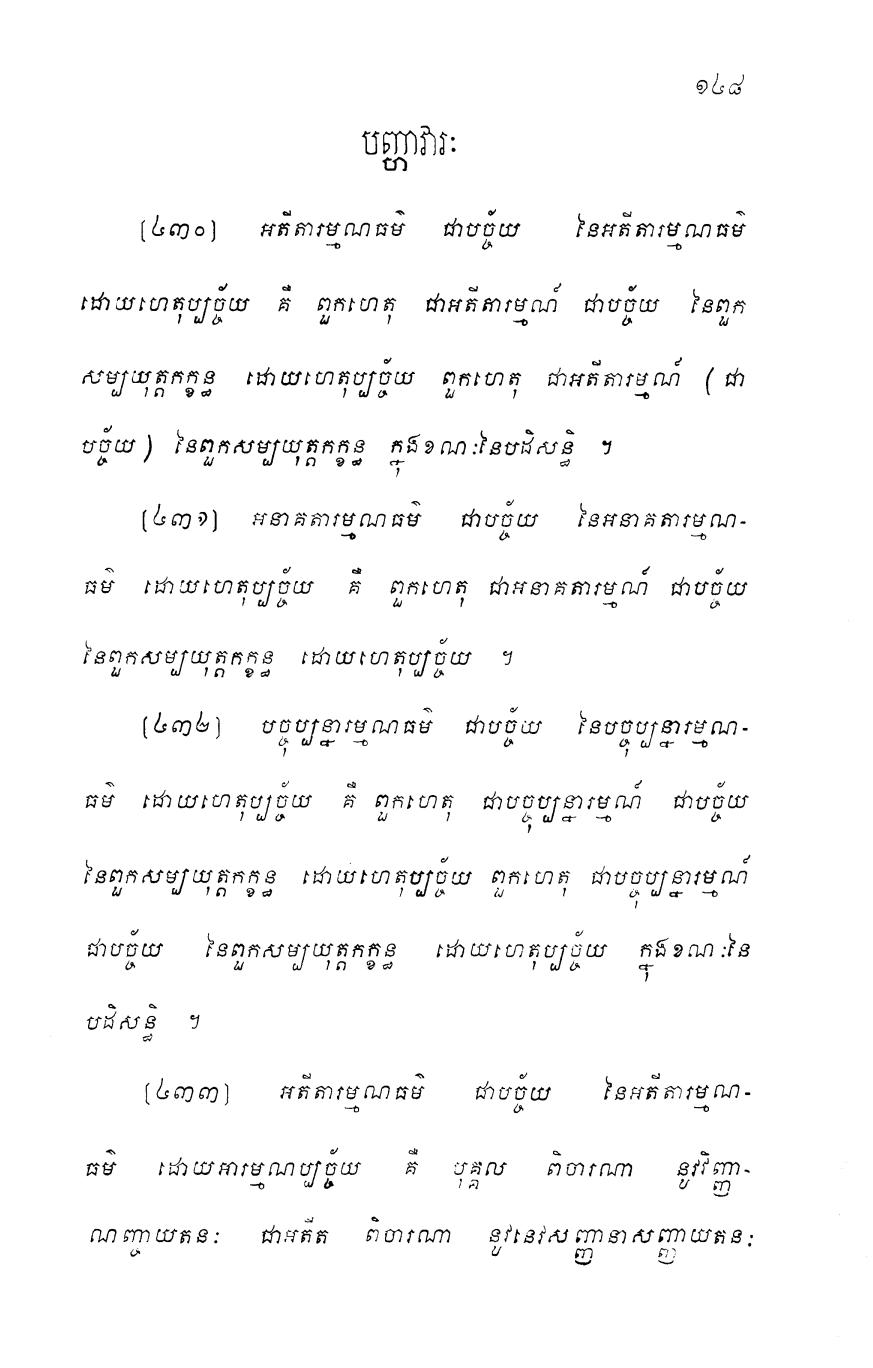 ១៤៨
បញ្ហាវារៈ
[៤៣០] អតីតារម្មណធម៌ ជាបច្ច័យ នៃអតីតារម្មណធម៌
ដោយហេតុប្បច្ច័យ គឺ ពួកហេតុ ជាអតីតារម្មណ៍ ជាបច្ច័យ នៃពួក
សម្បយុត្តកក្ខន្ធ ដោយហេតុប្បច្ច័យ ពួកហេតុ ជាអតីតារម្មណ៍ (ជា
បច្ច័យ) នៃពួកសម្បយុត្តកក្ខន្ធ ក្នុងខណៈនៃបដិសន្ធិ ។
[៤៣១] អនាគតារម្មណធម៌ ជាបច្ច័យ នៃអនាគតារម្មណ-
ធម៌ ដោយហេតុប្បច្ច័យ គឺ ពួកហេតុ ជាអនាគតារម្មណ៍ ជាបច្ច័យ
នៃពួកសម្បយុត្តកក្ខន្ធ ដោយហេតុប្បច្ច័យ ។
[៤៣២] បច្ចុប្បន្នារម្មណធម៌ ជាបច្ច័យ នៃបច្ចុប្បន្នារម្មណ-
ធម៌ ដោយហេតុប្បច្ច័យ គឺ ពួកហេតុ ជាបច្ចុប្បន្នារម្មណ៍ ជាបច្ច័យ
នៃពួកសម្បយុត្តកក្ខន្ធ ដោយហេតុប្បច្ច័យ ពួកហេតុ ជាបច្ចុប្បន្នារម្មណ៍
ជាបច្ច័យ នៃពួកសម្បយុត្តកក្ខន្ធ ដោយហេតុប្បច្ច័យ ក្នុងខណៈនៃ
បដិសន្ធិ ។
[៤៣៣] អតីតារម្មណធម៌ ជាបច្ច័យ នៃអតីតារម្មណ-
ធម៌ ដោយអារម្មណប្បច្ច័យ គឺ បុគ្គល ពិចារណា នូវវិញ្ញា-
ណញ្ចាយតនៈ ជាអតីត ពិចារណា នូវនេវសញ្ញានាសញ្ញាយតនៈ